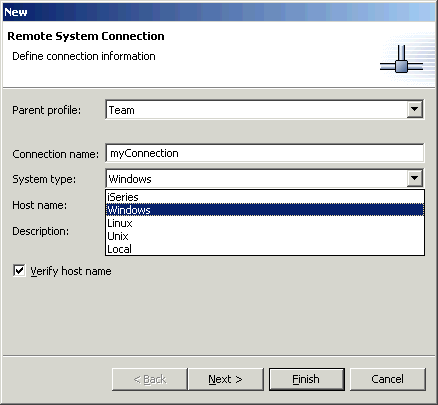 New
Remote System Connection
Define connection information
Parent profile: Team
Connection name: myConnection
System type: Windows
Host name:
iSeries
Windows
Linux
Unix
Local
Description:
Verify host name
< Back Next > Finish Cancel